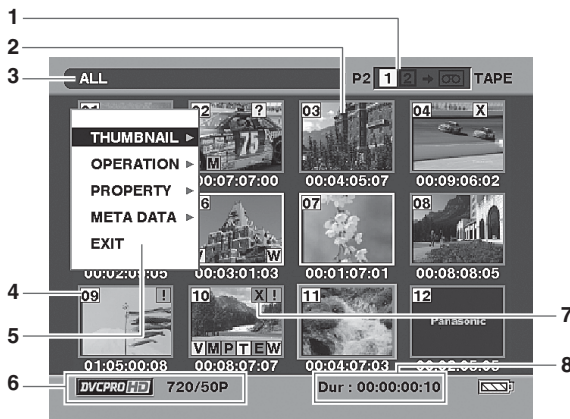 1
2
3 ALL P2 1 2 TAPE
02 ? 03 04 X
THUMBNAIL
75
M
OPERATION 00:07:07:00 00:04:05:07 00:09:06:02
PROPERTY
META DATA 07 08
EXIT V W
00:03:01:03 00:01:07:01 00:08:08:05
4 09 ! 10 X ! 11 12
Panasonic
5 V M P T E W 7
01:05:00:08 00:08:07:07 00:04:07:03
8
6 DVCPRO HD 720/50P Dur : 00:00:00:10